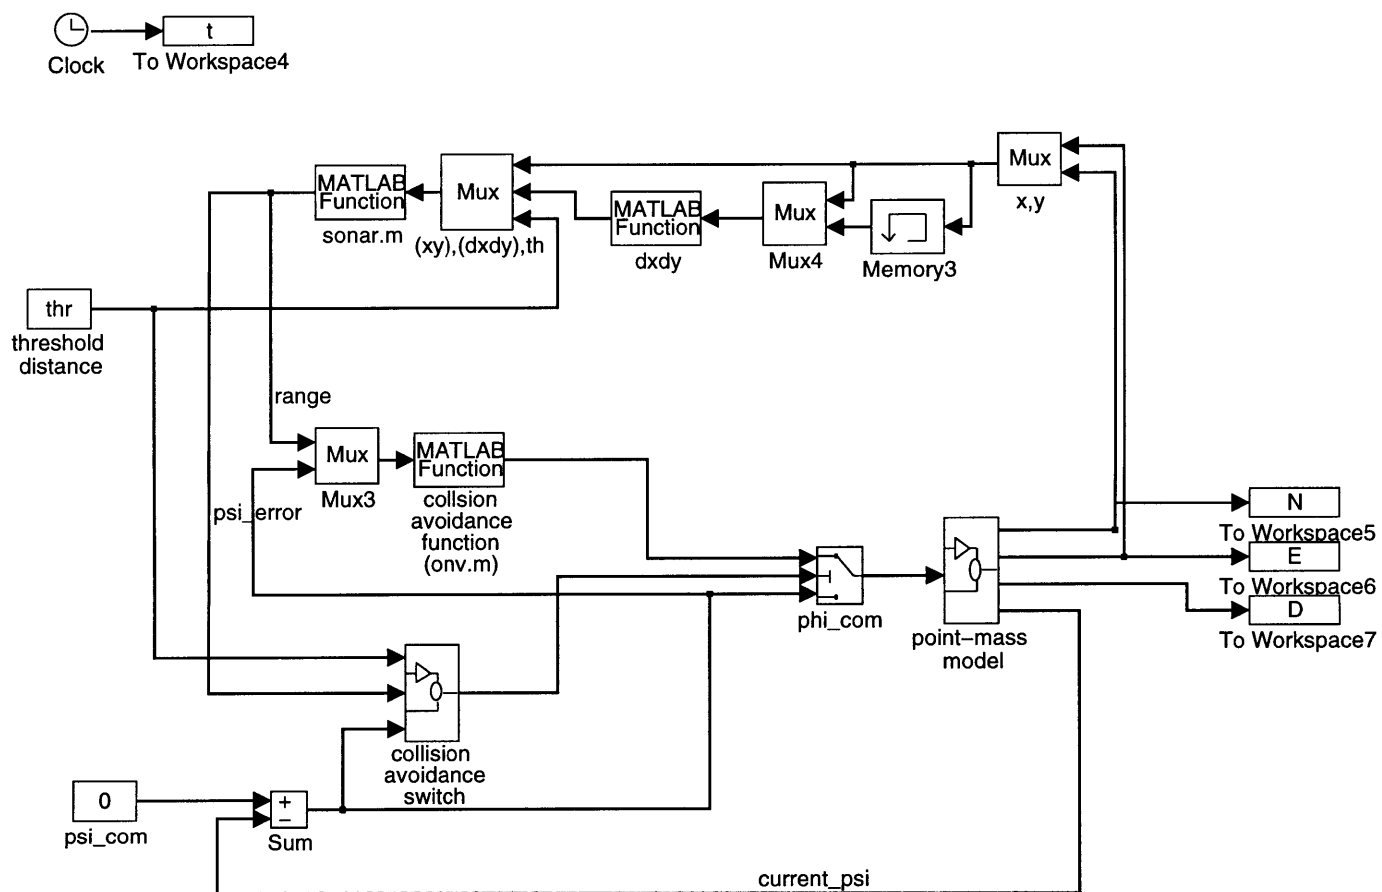 t
Clock
To Workspace4
Mux
x,y
MATLAB
Function
sonar.m
Mux
(xy),(dxdy),th
MATLAB
Function
dxdy
Mux
Mux4
Memory3
thr
threshold
distance
range
Mux
Mux3
MATLAB
Function
collsion
avoidance
function
(onv.m)
psi_error
N
To Workspace5
E
To Workspace6
D
To Workspace7
phi_com
point-mass
model
collision
avoidance
switch
0
psi_com
+
−
Sum
current_psi